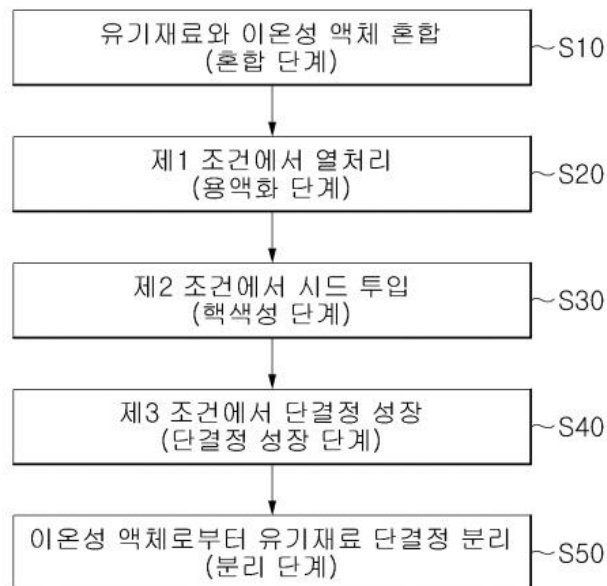 유기재료와 이온성 액체 혼합
(혼합 단계)
~S10
제1 조건에서 열처리
(용액화 단계)
~S20
제2 조건에서 시드 투입
(핵색성 단계)
~S30
제3 조건에서 단결정 성장
(단결정 성장 단계)
~S40
이온성 액체로부터 유기재료 단결정 분리
(분리 단계)
~S50